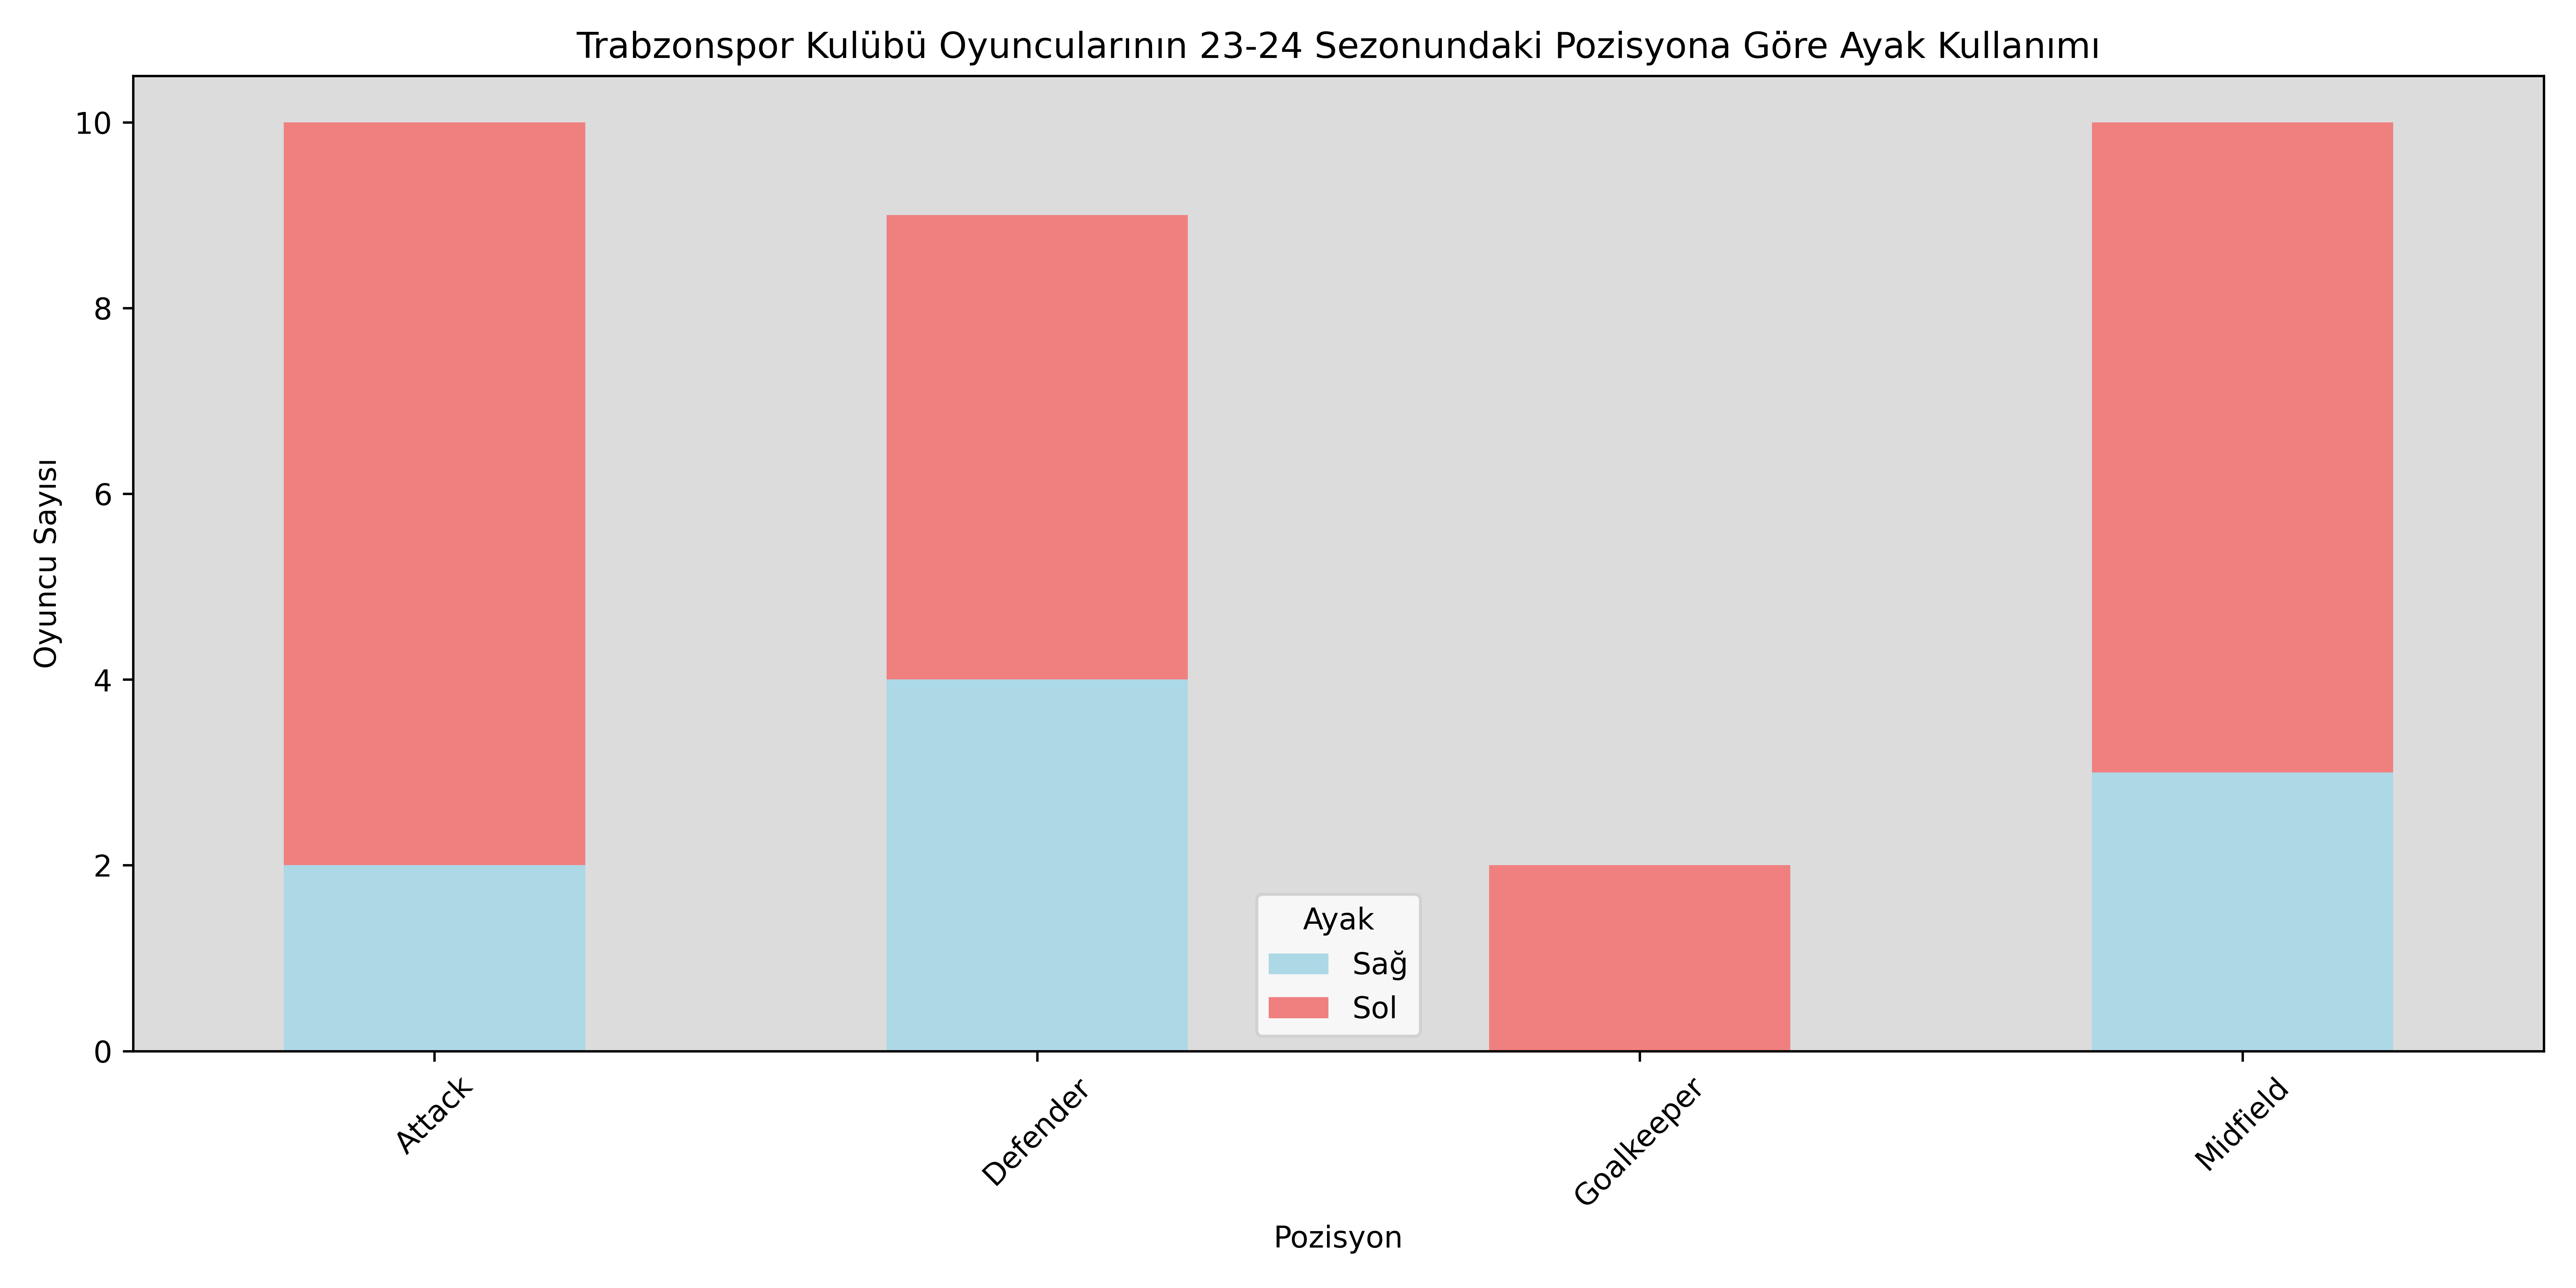 Trabzonspor Kulübü Oyuncularının 23-24 Sezonundaki Pozisyona Göre Ayak Kullanımı
Oyuncu Sayısı
10
8
6
4
2
0
Ayak
Sağ
Sol
Attack
Defender
Goalkeeper
Midfield
Pozisyon